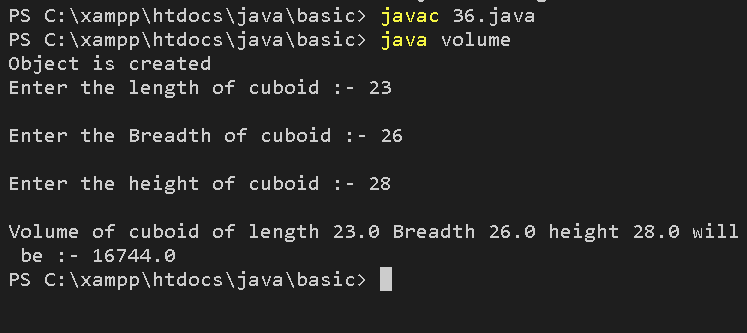 PS C:\xampp\htdocs\java\basic> javac 36.java
PS C:\xampp\htdocs\java\basic> java volume
Object is created
Enter the length of cuboid :- 23
Enter the Breadth of cuboid :- 26
Enter the height of cuboid :- 28
Volume of cuboid of length 23.0 Breadth 26.0 height 28.0 will
be :- 16744.0
PS C:\xampp\htdocs\java\basic>